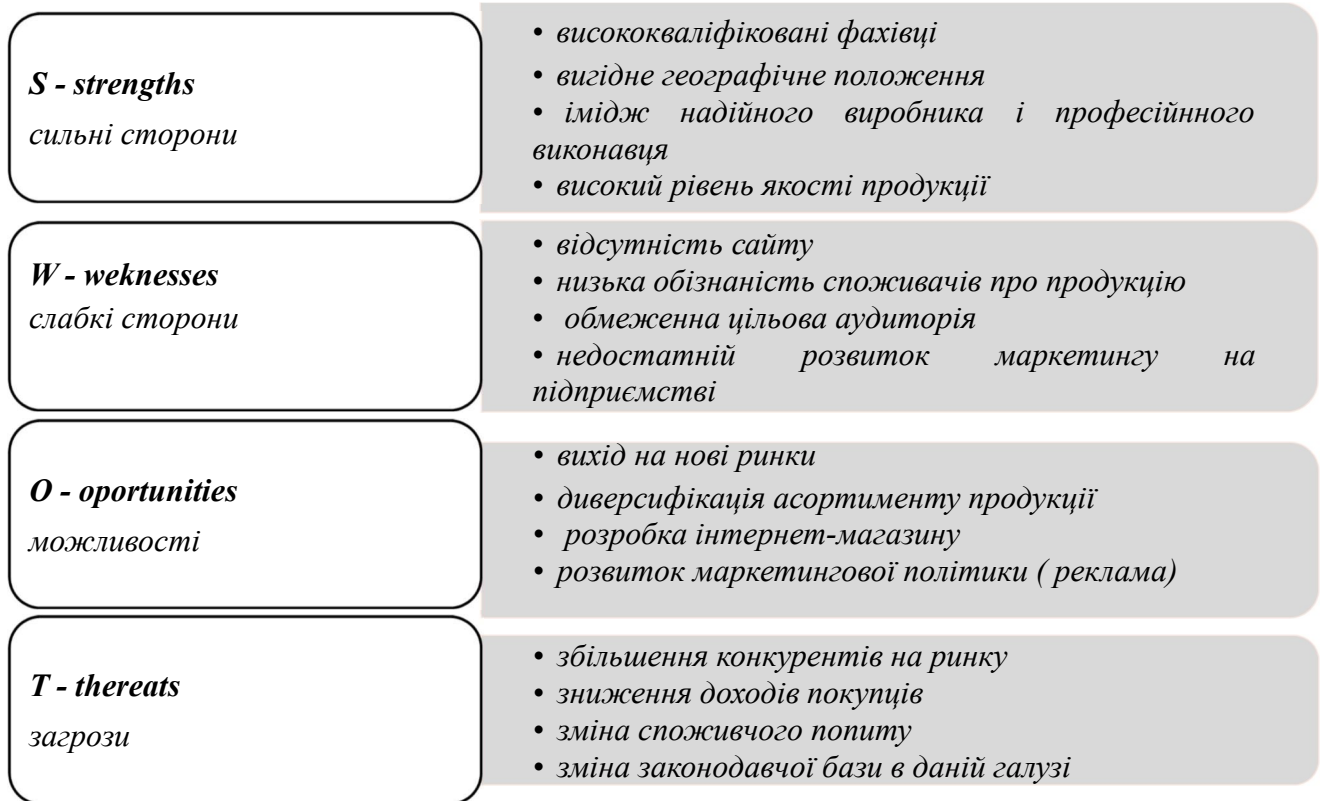 S - strengths
сильні сторони
• висококваліфіковані фахівці
• вигідне географічне положення
• імідж надійного виробника і професійнного
виконавця
• високий рівень якості продукції
W - weknesses
слабкі сторони
• відсутність сайту
• низька обізнаність споживачів про продукцію
• обмеженна цільова аудиторія
• недостатній розвиток маркетингу на
підприємстві
O - oportunities
можливості
• вихід на нові ринки
• диверсифікація асортименту продукції
• розробка інтернет-магазину
• розвиток маркетингової політики ( реклама)
T - thereats
загрози
• збільшення конкурентів на ринку
• зниження доходів покупців
• зміна споживчого попиту
• зміна законодавчої бази в даній галузі